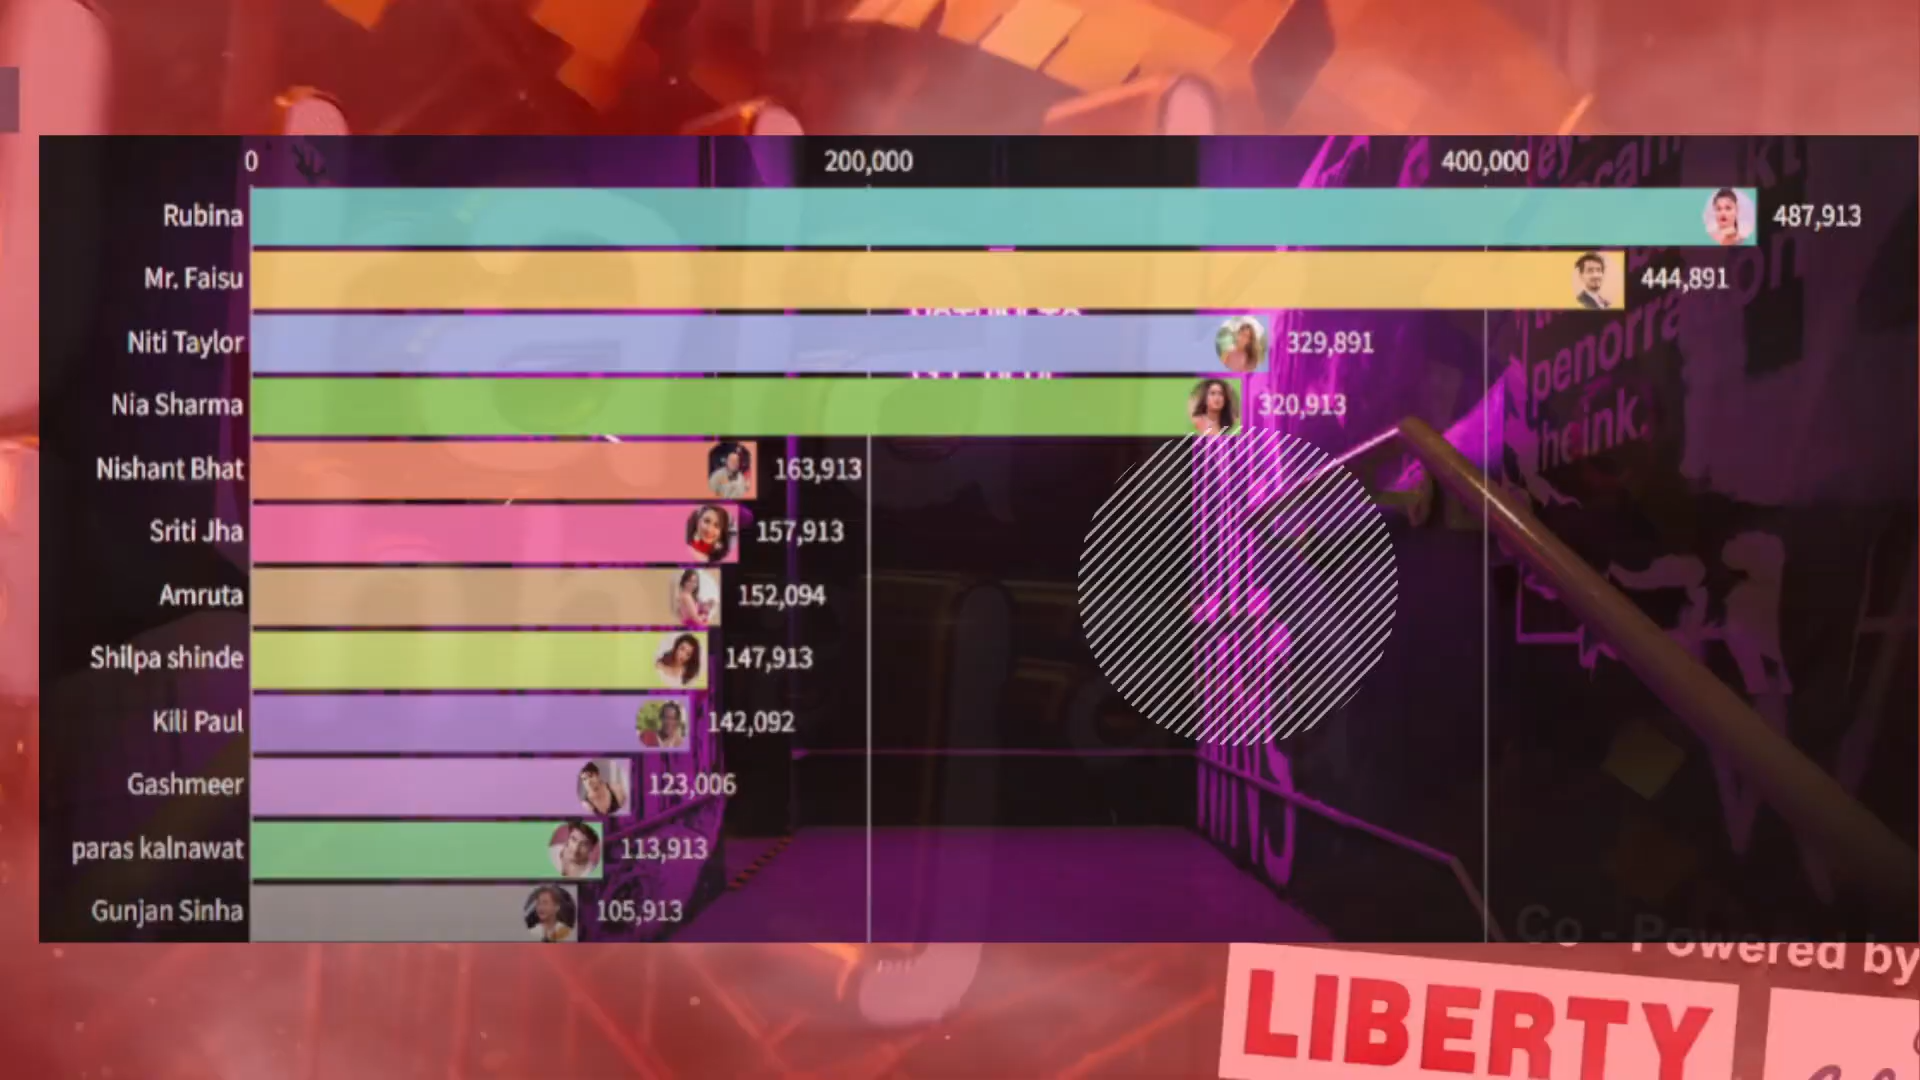 0 200,000 400,000
Rubina 487,913
Mr. Faisu 444,891
Niti Taylor 329,891
Nia Sharma 320,913
Nishant Bhat 163,913
Sriti Jha 157,913
Amruta 152,094
Shilpa shinde 147,913
Kili Paul 142,092
Gashmeer 123,006
paras kalnawat 113,913
Gunjan Sinha 105,913
penorra
heink.
Co - Powered by
LIBERTY